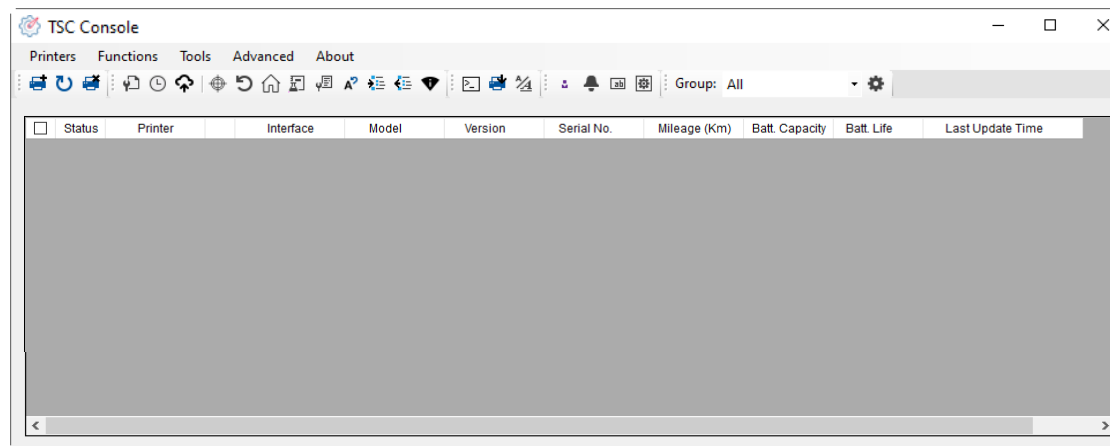 TSC Console
Printers Functions Tools Advanced About
Group: All
Status Printer Interface Model Version Serial No. Mileage (Km) Batt. Capacity Batt. Life Last Update Time